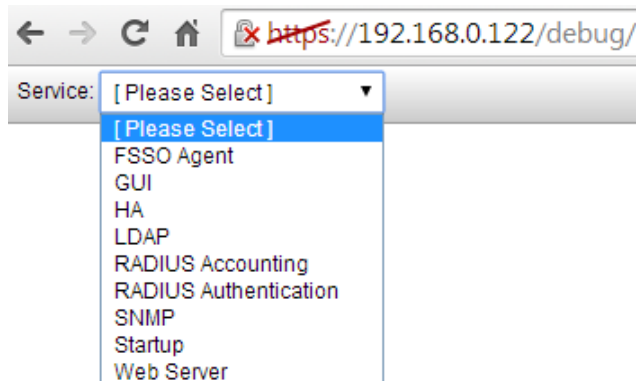 https://192.168.0.122/debug/
Service: [ Please Select ]
[ Please Select ]
FSSO Agent
GUI
HA
LDAP
RADIUS Accounting
RADIUS Authentication
SNMP
Startup
Web Server